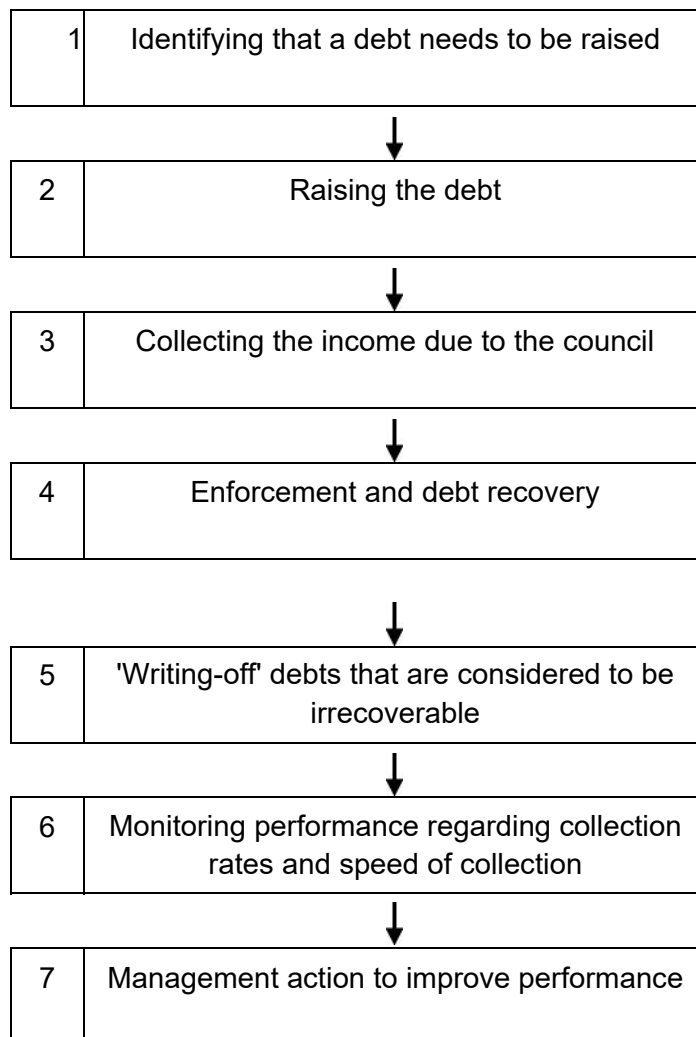 1 Identifying that a debt needs to be raised
2 Raising the debt
3 Collecting the income due to the council
4 Enforcement and debt recovery
5 'Writing-off' debts that are considered to be
irrecoverable
6 Monitoring performance regarding collection
rates and speed of collection
7 Management action to improve performance